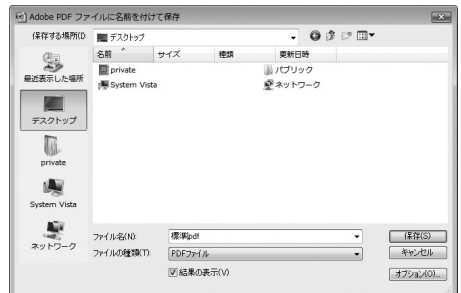 Adobe PDF ファイルに名前を付けて保存
保存する場所(I):
デスクトップ
名前 サイズ 種類 更新日時
private パブリック
System Vista ネットワーク
最近表示した場所
デスクトップ
private
System Vista
ネットワーク
ファイル名(N): 標準.pdf 保存(S)
ファイルの種類(T): PDFファイル キャンセル
結果の表示(V) オプション(O)...